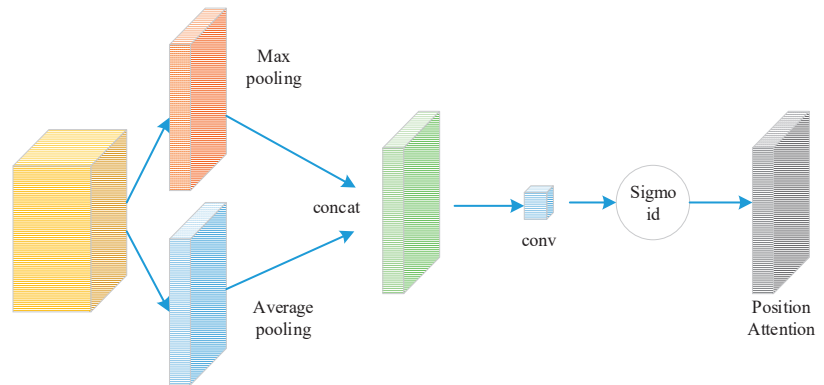 Max
pooling
concat
Average
pooling
conv
Sigmo
id
Position
Attention